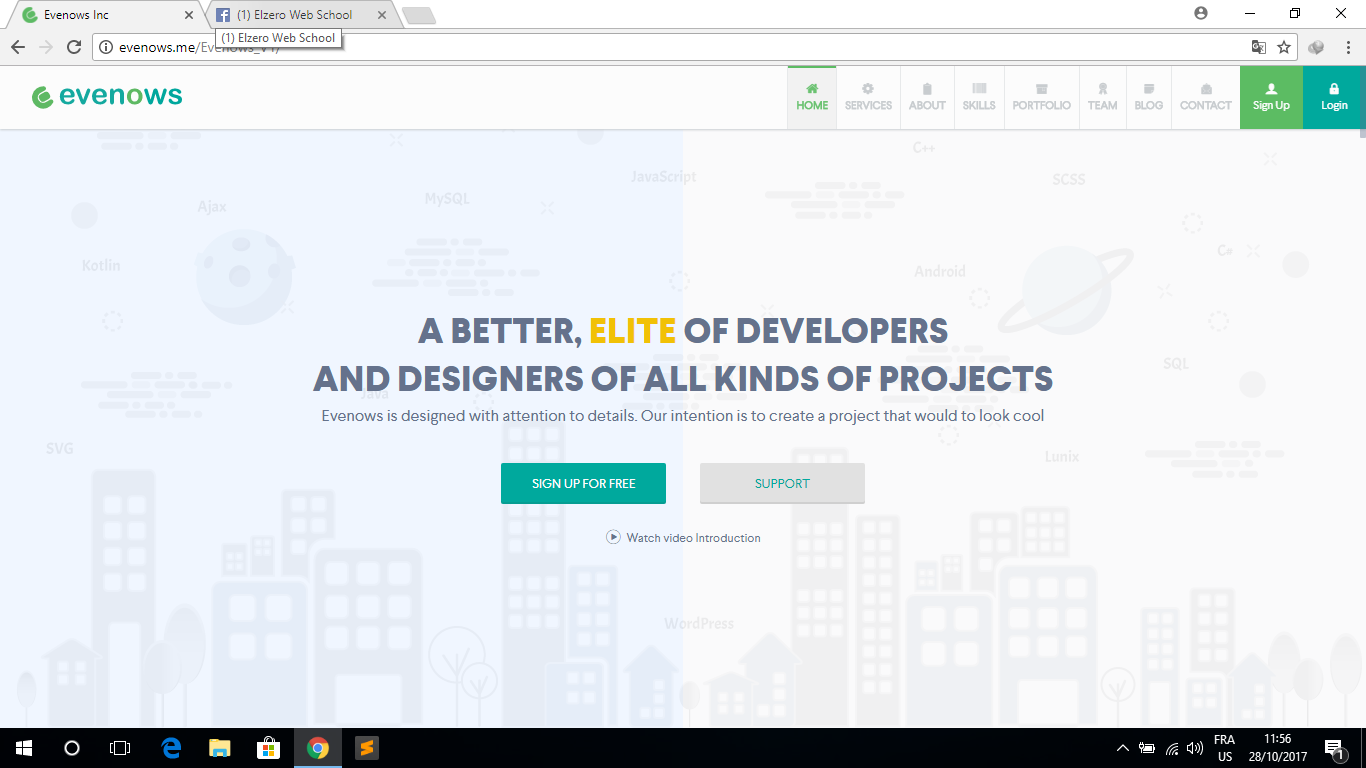 Evenows Inc
(1) Elzero Web School
(1) Elzero Web School
evenows.me/Evenows_V1/
evenows
HOME
SERVICES
ABOUT
SKILLS
PORTFOLIO
TEAM
BLOG
CONTACT
Sign Up
Login
C++
JavaScript
SCSS
MySQL
Ajax
C#
Kotlin
Android
A BETTER, ELITE OF DEVELOPERS
AND DESIGNERS OF ALL KINDS OF PROJECTS
SQL
Java
Evenows is designed with attention to details. Our intention is to create a project that would to look cool
SVG
Lunix
SIGN UP FOR FREE
SUPPORT
Watch video Introduction
WordPress
FRA
US
11:56
28/10/2017
1